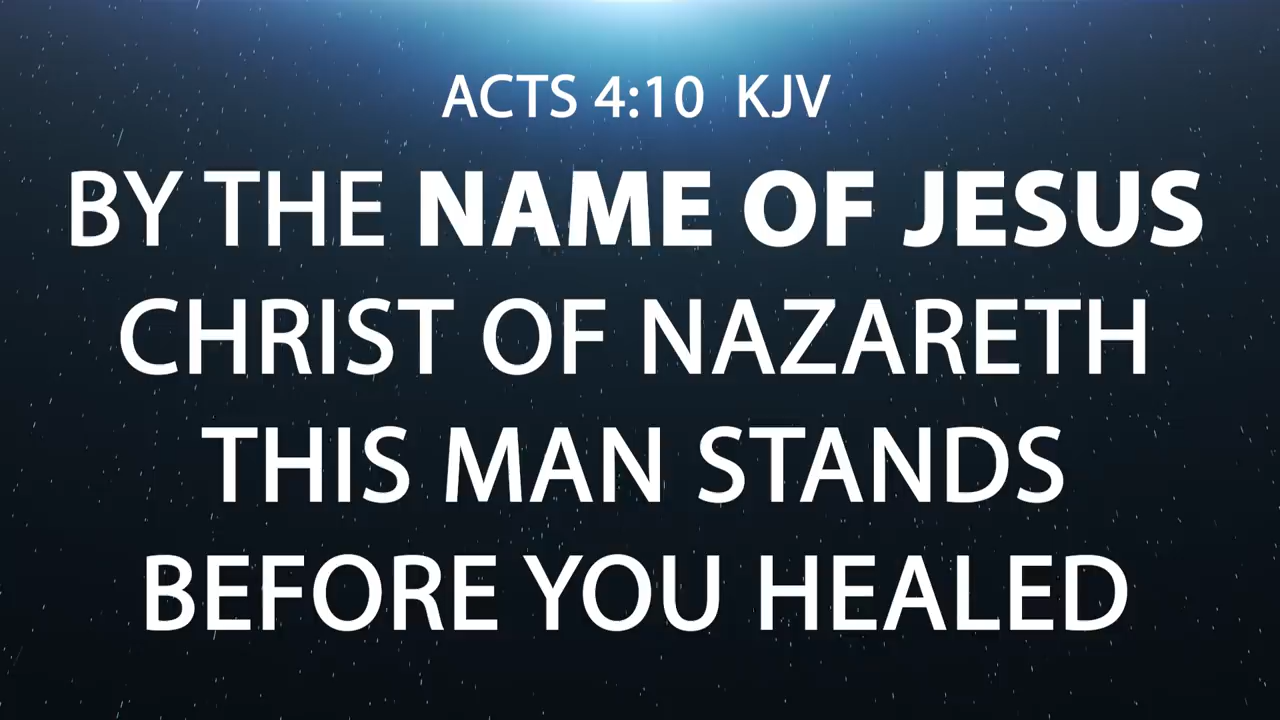 ACTS 4:10 KJV
BY THE NAME OF JESUS
CHRIST OF NAZARETH
THIS MAN STANDS
BEFORE YOU HEALED